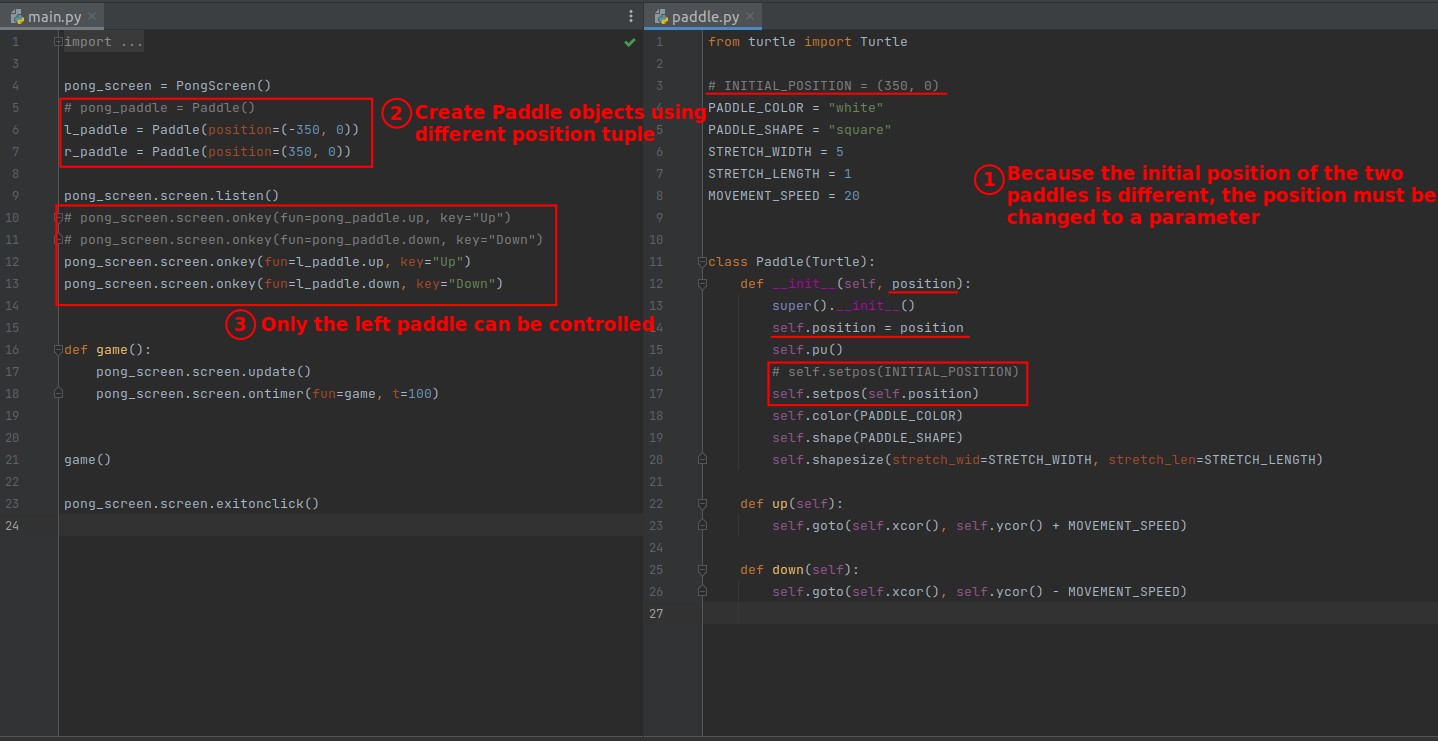 main.py
1 import ...
3
4 pong_screen = PongScreen()
5 # pong_paddle = Paddle()
6 l_paddle = Paddle(position=(-350, 0))
7 r_paddle = Paddle(position=(350, 0))
② Create Paddle objects using
different position tuple
8
9 pong_screen.screen.listen()
10 # pong_screen.screen.onkey(fun=pong_paddle.up, key="Up")
11 # pong_screen.screen.onkey(fun=pong_paddle.down, key="Down")
12 pong_screen.screen.onkey(fun=l_paddle.up, key="Up")
13 pong_screen.screen.onkey(fun=l_paddle.down, key="Down")
14
③ Only the left paddle can be controlled
15
16 def game():
17     pong_screen.screen.update()
18     pong_screen.screen.ontimer(fun=game, t=100)
19
20
21 game()
22
23 pong_screen.screen.exitonclick()
24
paddle.py
1 from turtle import Turtle
2
3 # INITIAL_POSITION = (350, 0)
4 PADDLE_COLOR = "white"
5 PADDLE_SHAPE = "square"
6 STRETCH_WIDTH = 5
7 STRETCH_LENGTH = 1
8 MOVEMENT_SPEED = 20
① Because the initial position of the two
paddles is different, the position must be
changed to a parameter
9
10
11 class Paddle(Turtle):
12     def __init__(self, position):
13         super().__init__()
14         self.position = position
15         self.pu()
16         # self.setpos(INITIAL_POSITION)
17         self.setpos(self.position)
18         self.color(PADDLE_COLOR)
19         self.shape(PADDLE_SHAPE)
20         self.shapesize(stretch_wid=STRETCH_WIDTH, stretch_len=STRETCH_LENGTH)
21
22     def up(self):
23         self.goto(self.xcor(), self.ycor() + MOVEMENT_SPEED)
24
25     def down(self):
26         self.goto(self.xcor(), self.ycor() - MOVEMENT_SPEED)
27